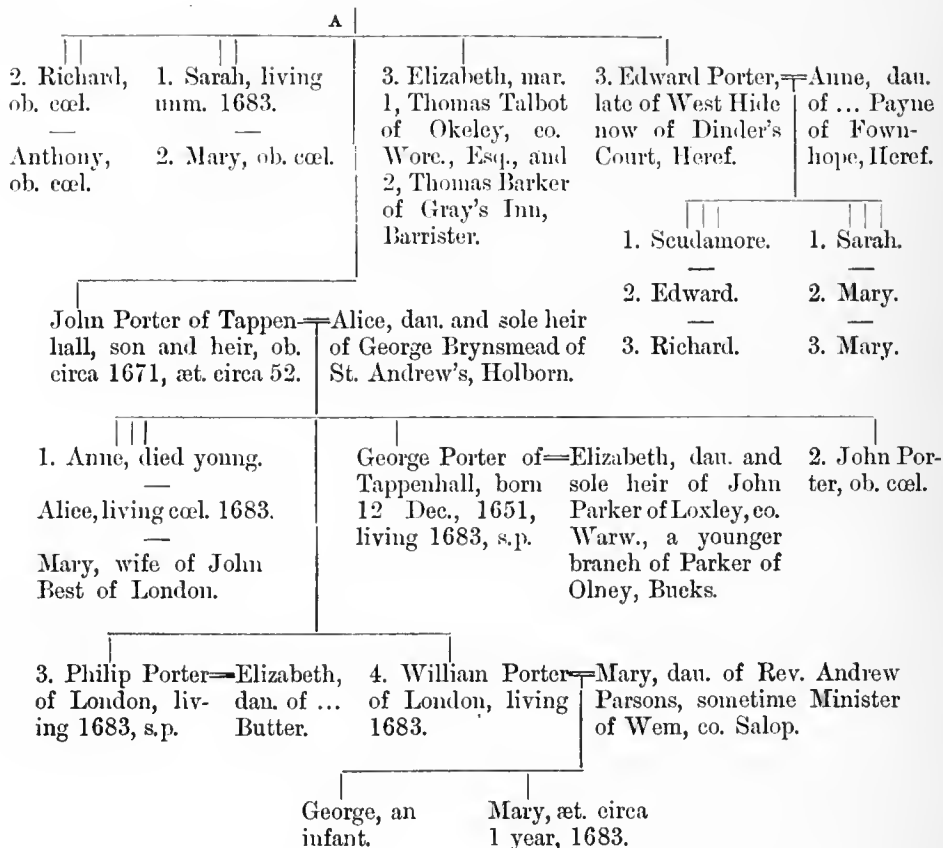 A
2. Richard,
ob. cœl.
—
Anthony,
ob. cœl.
1. Sarah, living
unm. 1683.
—
2. Mary, ob. cœl.
3. Elizabeth, mar.
1, Thomas Talbot
of Okeley, co.
Worc., Esq., and
2, Thomas Barker
of Gray's Inn,
Barrister.
3. Edward Porter,
late of West Hide
now of Dinder's
Court, Heref.
Anne, dau.
of ... Payne
of Fown-
hope, Heref.
1. Scudamore.
—
2. Edward.
—
3. Richard.
1. Sarah.
—
2. Mary.
—
3. Mary.
John Porter of Tappen-
hall, son and heir, ob.
circa 1671, æt. circa 52.
Alice, dau. and sole heir
of George Brynsmead of
St. Andrew's, Holborn.
1. Anne, died young.
—
Alice, living cœl. 1683.
—
Mary, wife of John
Best of London.
George Porter of
Tappenhall, born
12 Dec., 1651,
living 1683, s.p.
Elizabeth, dau. and
sole heir of John
Parker of Loxley, co.
Warw., a younger
branch of Parker of
Olney, Bucks.
2. John Por-
ter, ob. cœl.
3. Philip Porter
of London, liv-
ing 1683, s.p.
Elizabeth,
dau. of ...
Butter.
4. William Porter
of London, living
1683.
Mary, dau. of Rev. Andrew
Parsons, sometime Minister
of Wem, co. Salop.
George, an
infant.
Mary, æt. circa
1 year, 1683.